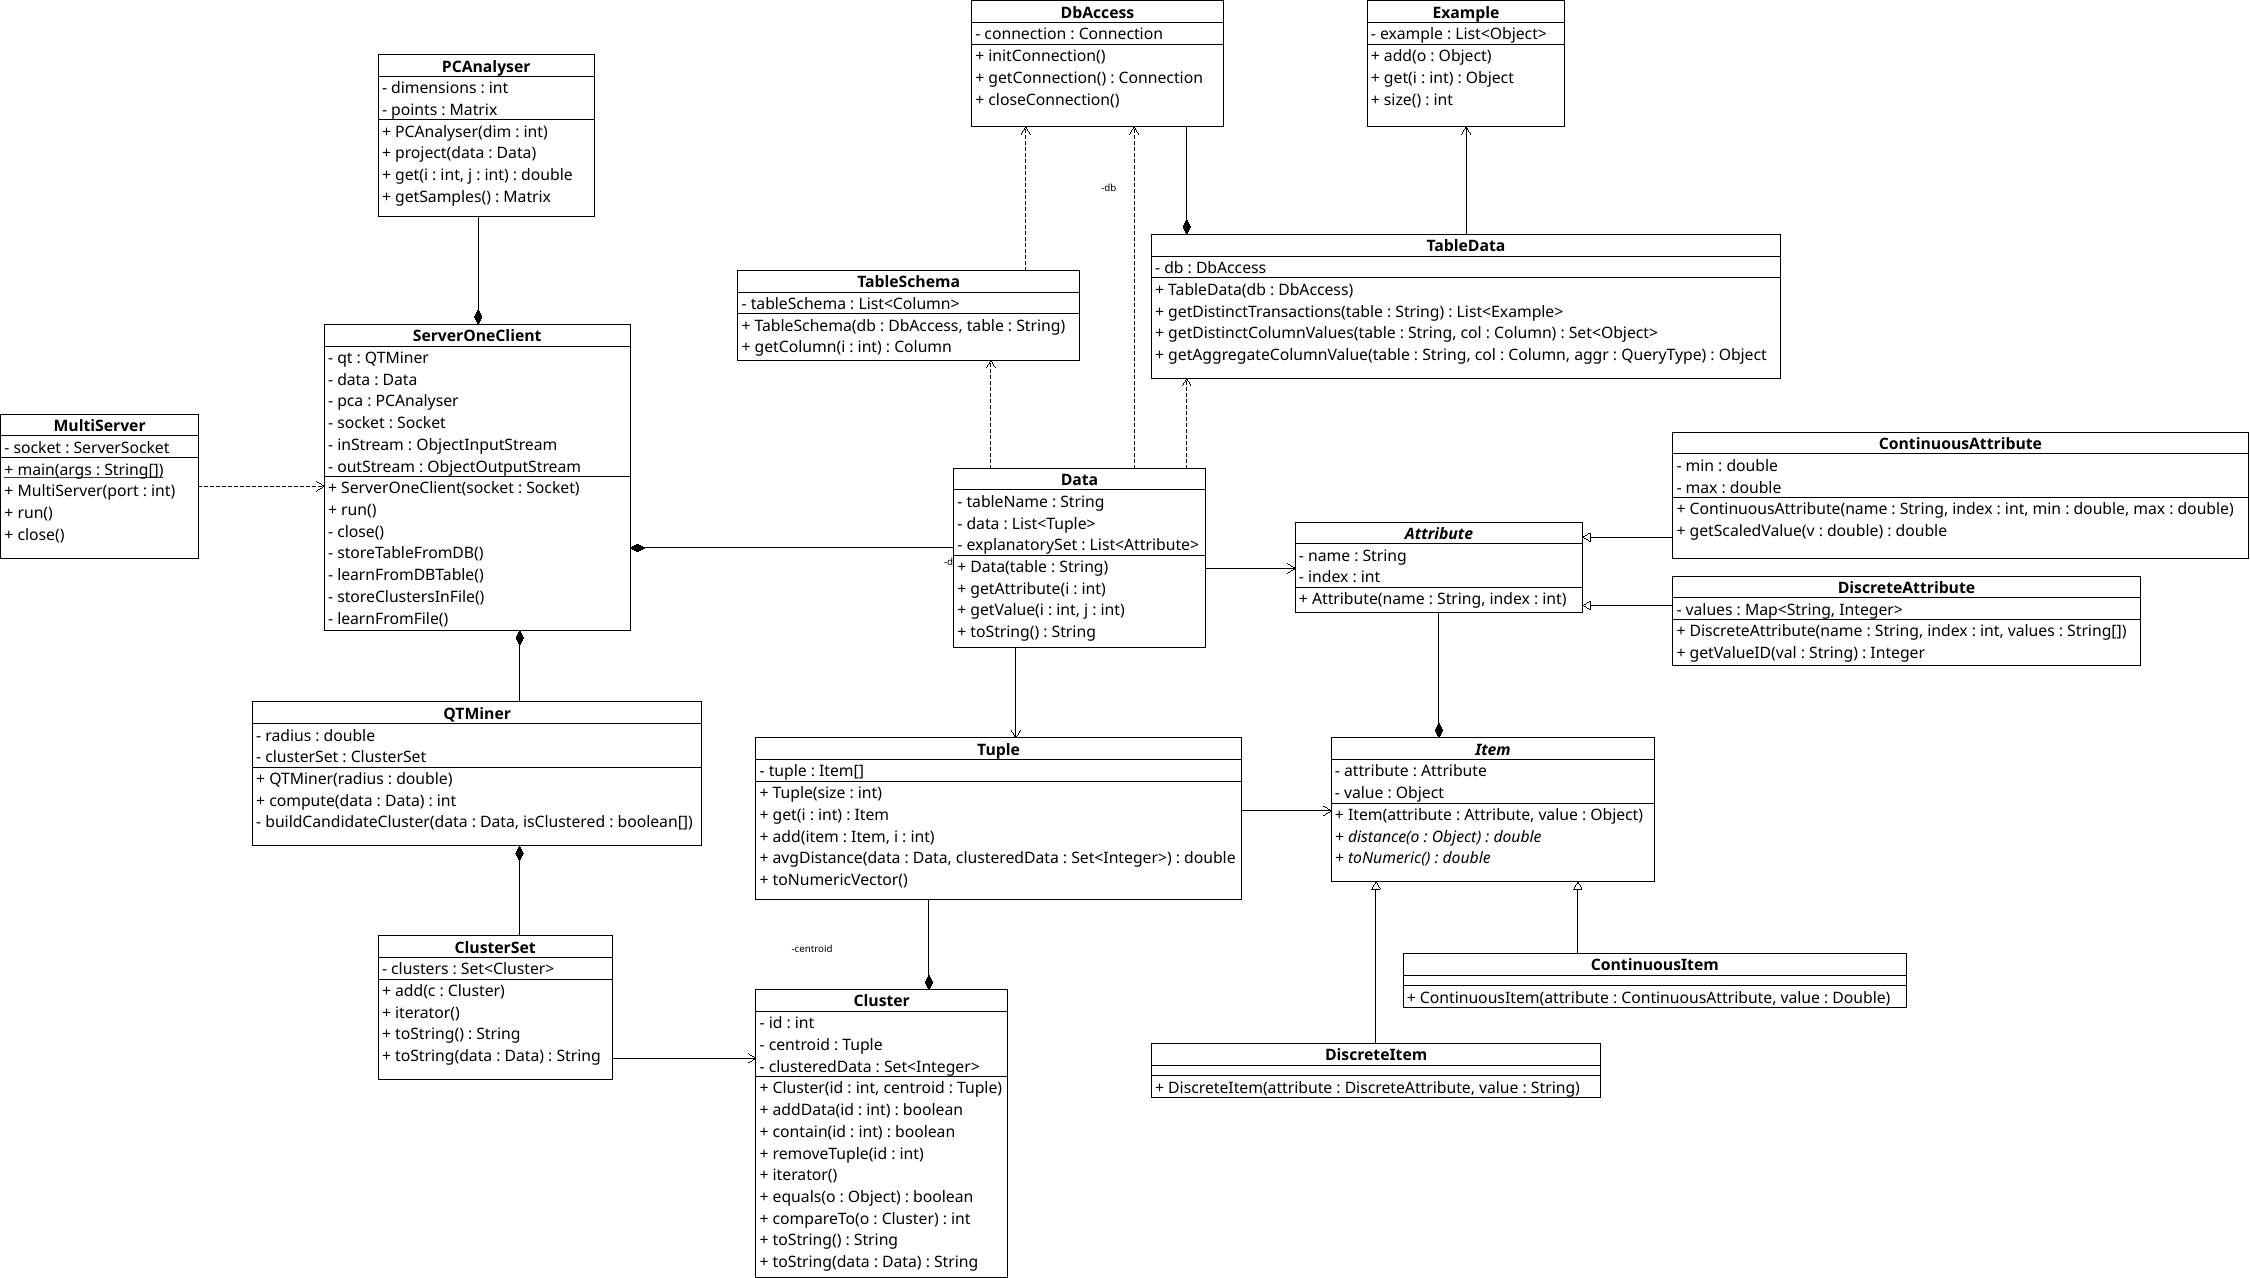 DbAccess
- connection : Connection
+ initConnection()
+ getConnection() : Connection
+ closeConnection()
Example
- example : List<Object>
+ add(o : Object)
+ get(i : int) : Object
+ size() : int
PCAnalyser
- dimensions : int
- points : Matrix
+ PCAnalyser(dim : int)
+ project(data : Data)
+ get(i : int, j : int) : double
+ getSamples() : Matrix
-db
TableData
- db : DbAccess
+ TableData(db : DbAccess)
+ getDistinctTransactions(table : String) : List<Example>
+ getDistinctColumnValues(table : String, col : Column) : Set<Object>
+ getAggregateColumnValue(table : String, col : Column, aggr : QueryType) : Object
TableSchema
- tableSchema : List<Column>
+ TableSchema(db : DbAccess, table : String)
+ getColumn(i : int) : Column
ServerOneClient
- qt : QTMiner
- data : Data
- pca : PCAnalyser
- socket : Socket
- inStream : ObjectInputStream
- outStream : ObjectOutputStream
+ ServerOneClient(socket : Socket)
+ run()
- close()
- storeTableFromDB()
- learnFromDBTable()
- storeClustersInFile()
- learnFromFile()
MultiServer
- socket : ServerSocket
+ main(args : String[])
+ MultiServer(port : int)
+ run()
+ close()
Data
- tableName : String
- data : List<Tuple>
- explanatorySet : List<Attribute>
+ Data(table : String)
+ getAttribute(i : int)
+ getValue(i : int, j : int)
+ toString() : String
-d
Attribute
- name : String
- index : int
+ Attribute(name : String, index : int)
ContinuousAttribute
- min : double
- max : double
+ ContinuousAttribute(name : String, index : int, min : double, max : double)
+ getScaledValue(v : double) : double
DiscreteAttribute
- values : Map<String, Integer>
+ DiscreteAttribute(name : String, index : int, values : String[])
+ getValueID(val : String) : Integer
QTMiner
- radius : double
- clusterSet : ClusterSet
+ QTMiner(radius : double)
+ compute(data : Data) : int
- buildCandidateCluster(data : Data, isClustered : boolean[])
Tuple
- tuple : Item[]
+ Tuple(size : int)
+ get(i : int) : Item
+ add(item : Item, i : int)
+ avgDistance(data : Data, clusteredData : Set<Integer>) : double
+ toNumericVector()
Item
- attribute : Attribute
- value : Object
+ Item(attribute : Attribute, value : Object)
+ distance(o : Object) : double
+ toNumeric() : double
-centroid
ClusterSet
- clusters : Set<Cluster>
+ add(c : Cluster)
+ iterator()
+ toString() : String
+ toString(data : Data) : String
Cluster
- id : int
- centroid : Tuple
- clusteredData : Set<Integer>
+ Cluster(id : int, centroid : Tuple)
+ addData(id : int) : boolean
+ contain(id : int) : boolean
+ removeTuple(id : int)
+ iterator()
+ equals(o : Object) : boolean
+ compareTo(o : Cluster) : int
+ toString() : String
+ toString(data : Data) : String
ContinuousItem
+ ContinuousItem(attribute : ContinuousAttribute, value : Double)
DiscreteItem
+ DiscreteItem(attribute : DiscreteAttribute, value : String)